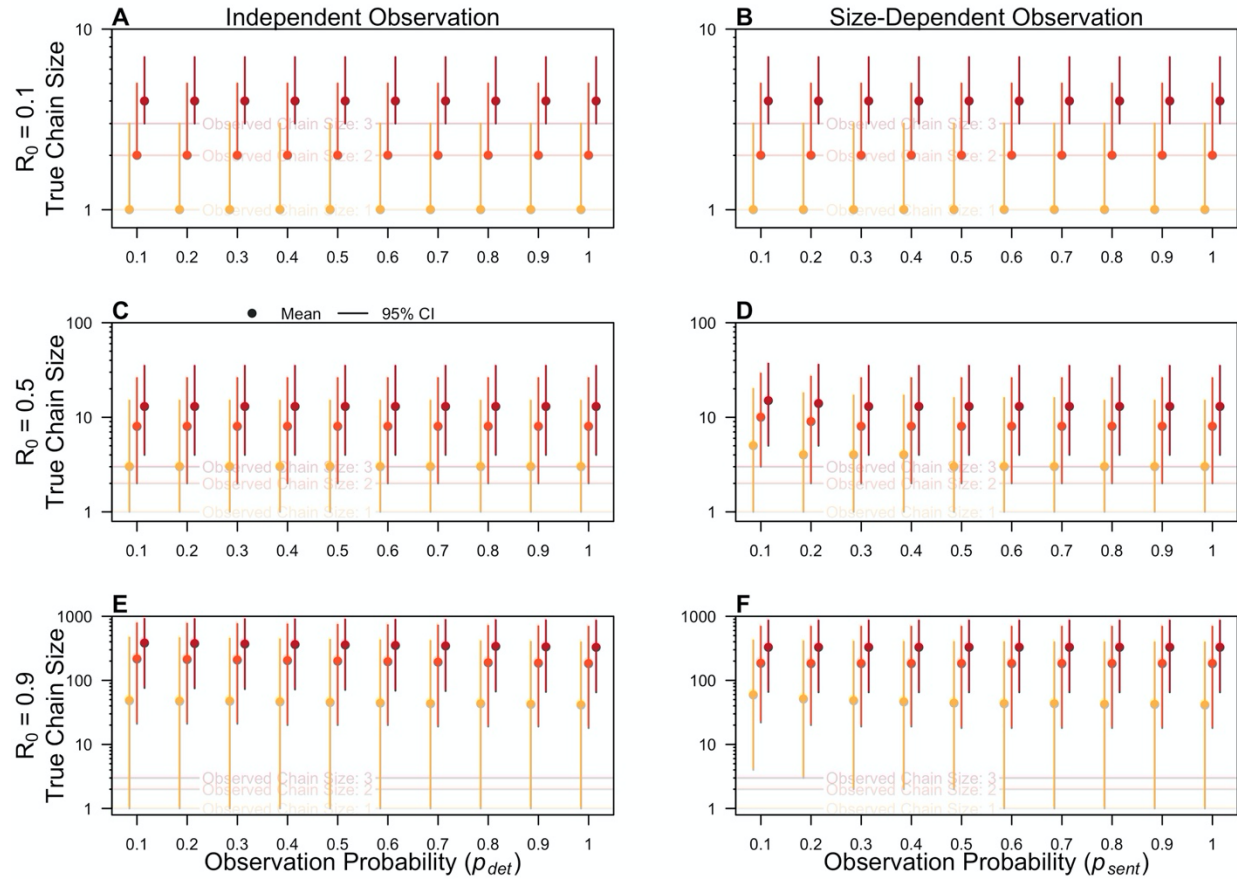 A Independent Observation
B Size-Dependent Observation
R0 = 0.1
True Chain Size
10
1
Observed Chain Size: 3
Observed Chain Size: 2
Observed Chain Size: 1
0.1 0.2 0.3 0.4 0.5 0.6 0.7 0.8 0.9 1
10
1
Observed Chain Size: 3
Observed Chain Size: 2
Observed Chain Size: 1
0.1 0.2 0.3 0.4 0.5 0.6 0.7 0.8 0.9 1
C
Mean 95% CI
D
R0 = 0.5
True Chain Size
100
10
1
Observed Chain Size: 3
Observed Chain Size: 2
Observed Chain Size: 1
0.1 0.2 0.3 0.4 0.5 0.6 0.7 0.8 0.9 1
100
10
1
Observed Chain Size: 3
Observed Chain Size: 2
Observed Chain Size: 1
0.1 0.2 0.3 0.4 0.5 0.6 0.7 0.8 0.9 1
E
F
R0 = 0.9
True Chain Size
1000
100
10
1
Observed Chain Size: 3
Observed Chain Size: 2
Observed Chain Size: 1
0.1 0.2 0.3 0.4 0.5 0.6 0.7 0.8 0.9 1
Observation Probability (pdet)
1000
100
10
1
Observed Chain Size: 3
Observed Chain Size: 2
Observed Chain Size: 1
0.1 0.2 0.3 0.4 0.5 0.6 0.7 0.8 0.9 1
Observation Probability (psent)